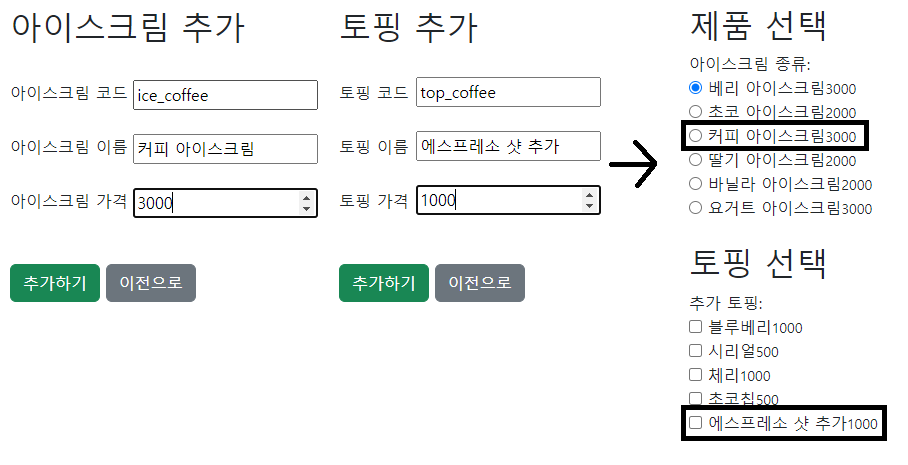 아이스크림 추가
아이스크림 코드 ice_coffee
아이스크림 이름 커피 아이스크림
아이스크림 가격 3000
추가하기 이전으로
토핑 추가
토핑 코드 top_coffee
토핑 이름 에스프레소 샷 추가
토핑 가격 1000
추가하기 이전으로
제품 선택
아이스크림 종류:
베리 아이스크림3000
초코 아이스크림2000
커피 아이스크림3000
딸기 아이스크림2000
바닐라 아이스크림2000
요거트 아이스크림3000
토핑 선택
추가 토핑:
블루베리1000
시리얼500
체리1000
초코칩500
에스프레소 샷 추가1000